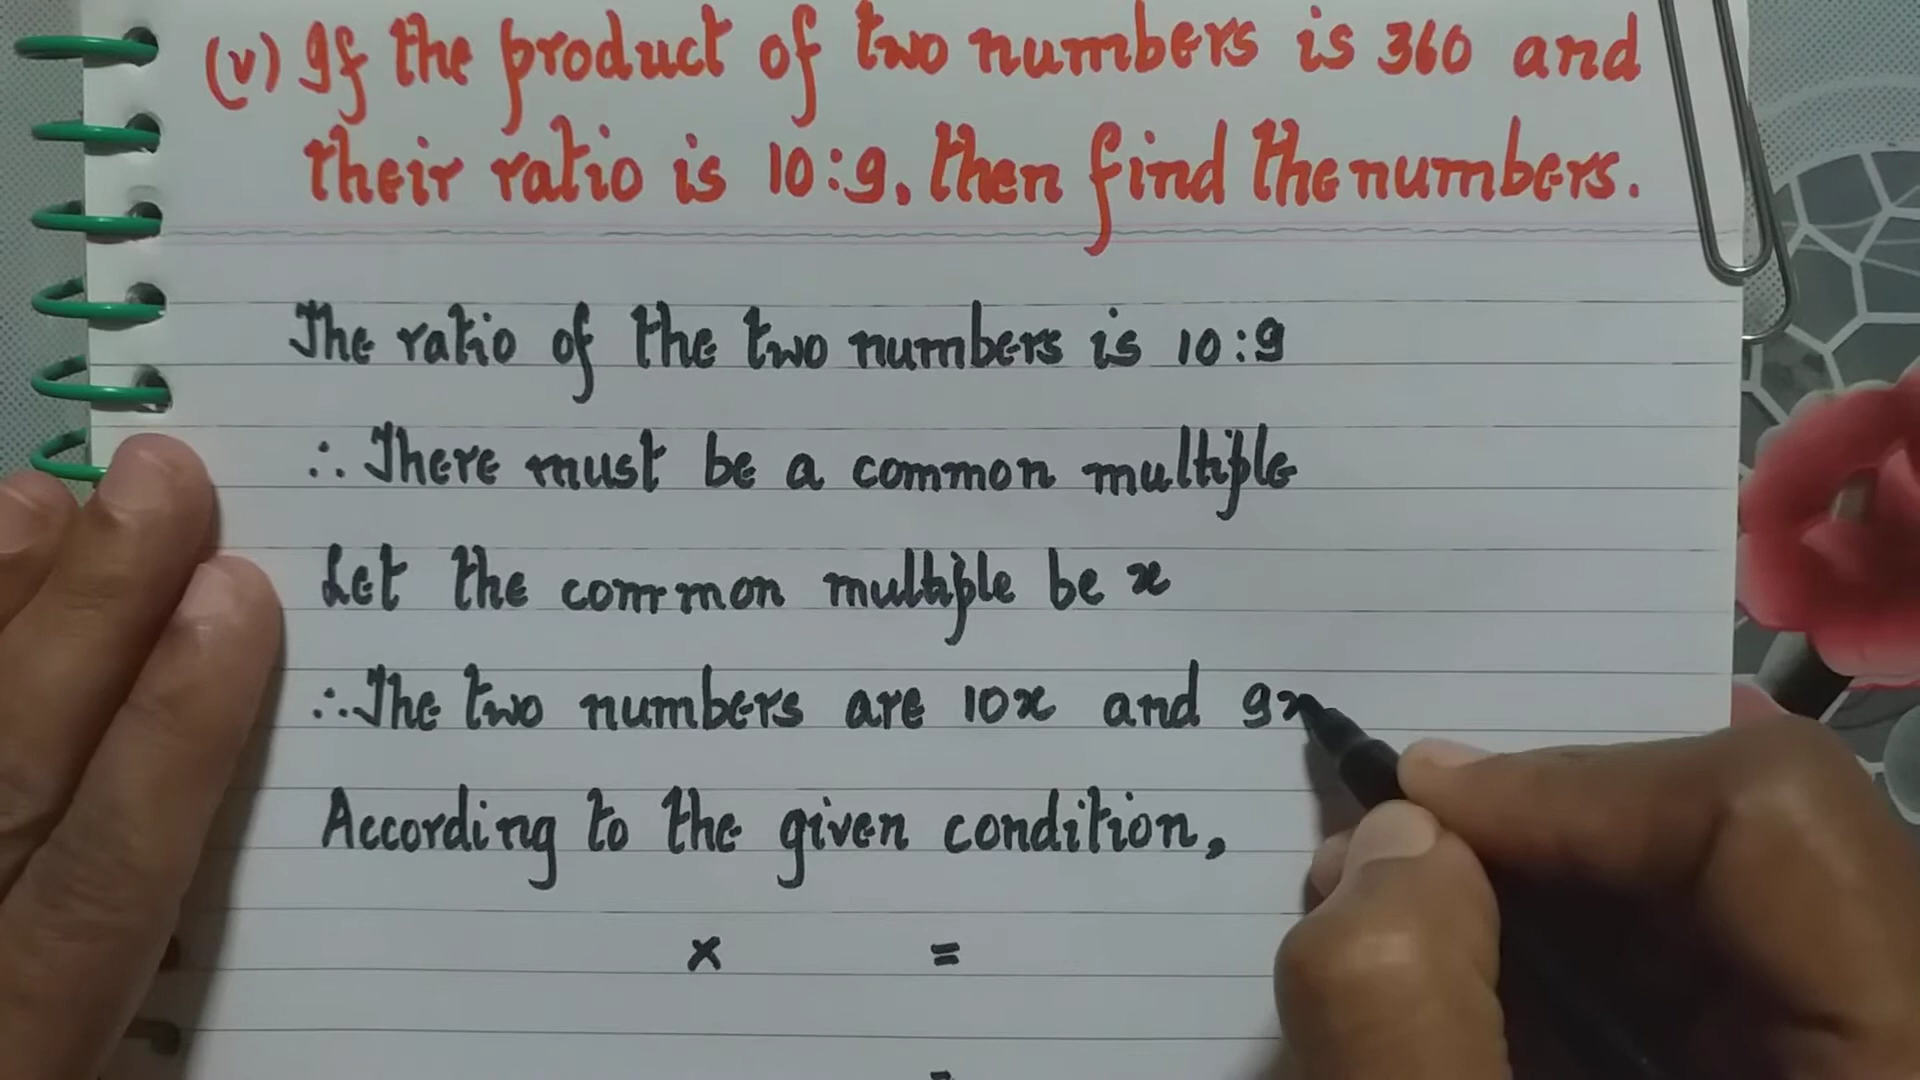 (v) If the product of two numbers is 360 and
their ratio is 10:9, then find the numbers.
The ratio of the two numbers is 10:9
∴ There must be a common multiple
Let the common multiple be x
∴ The two numbers are 10x and 9x
According to the given condition,
× =
=